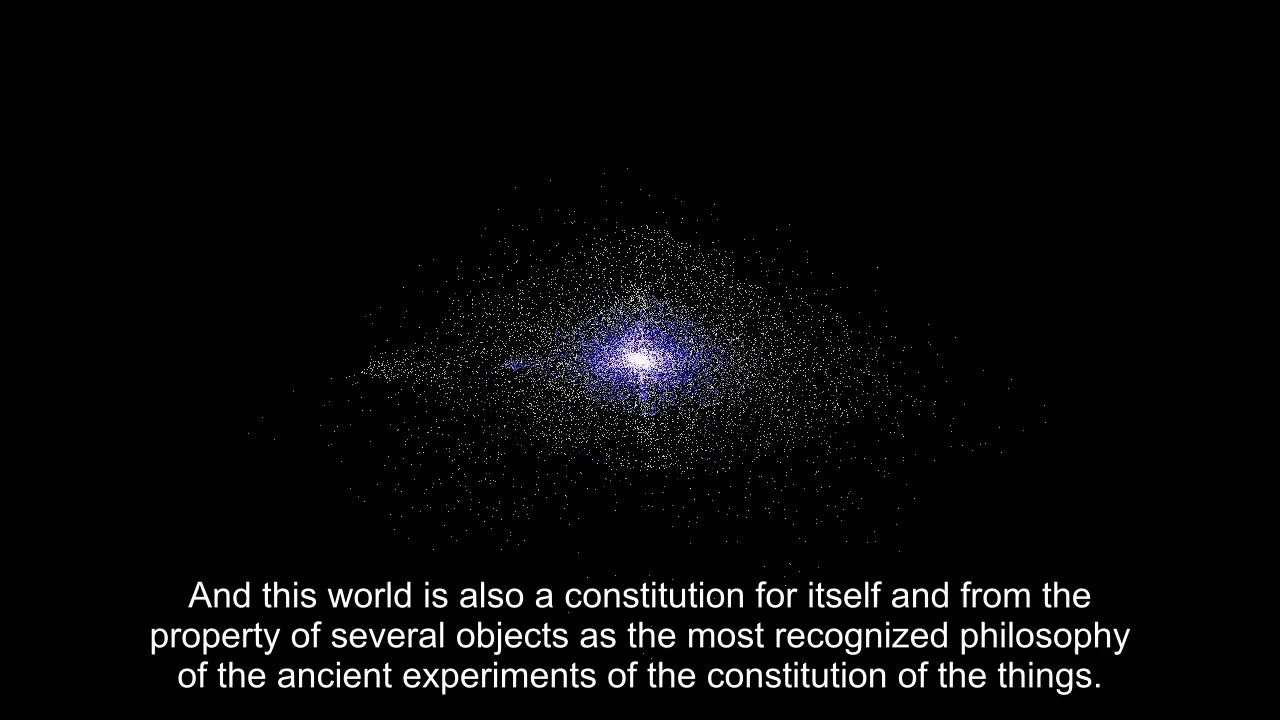 And this world is also a constitution for itself and from the
property of several objects as the most recognized philosophy
of the ancient experiments of the constitution of the things.